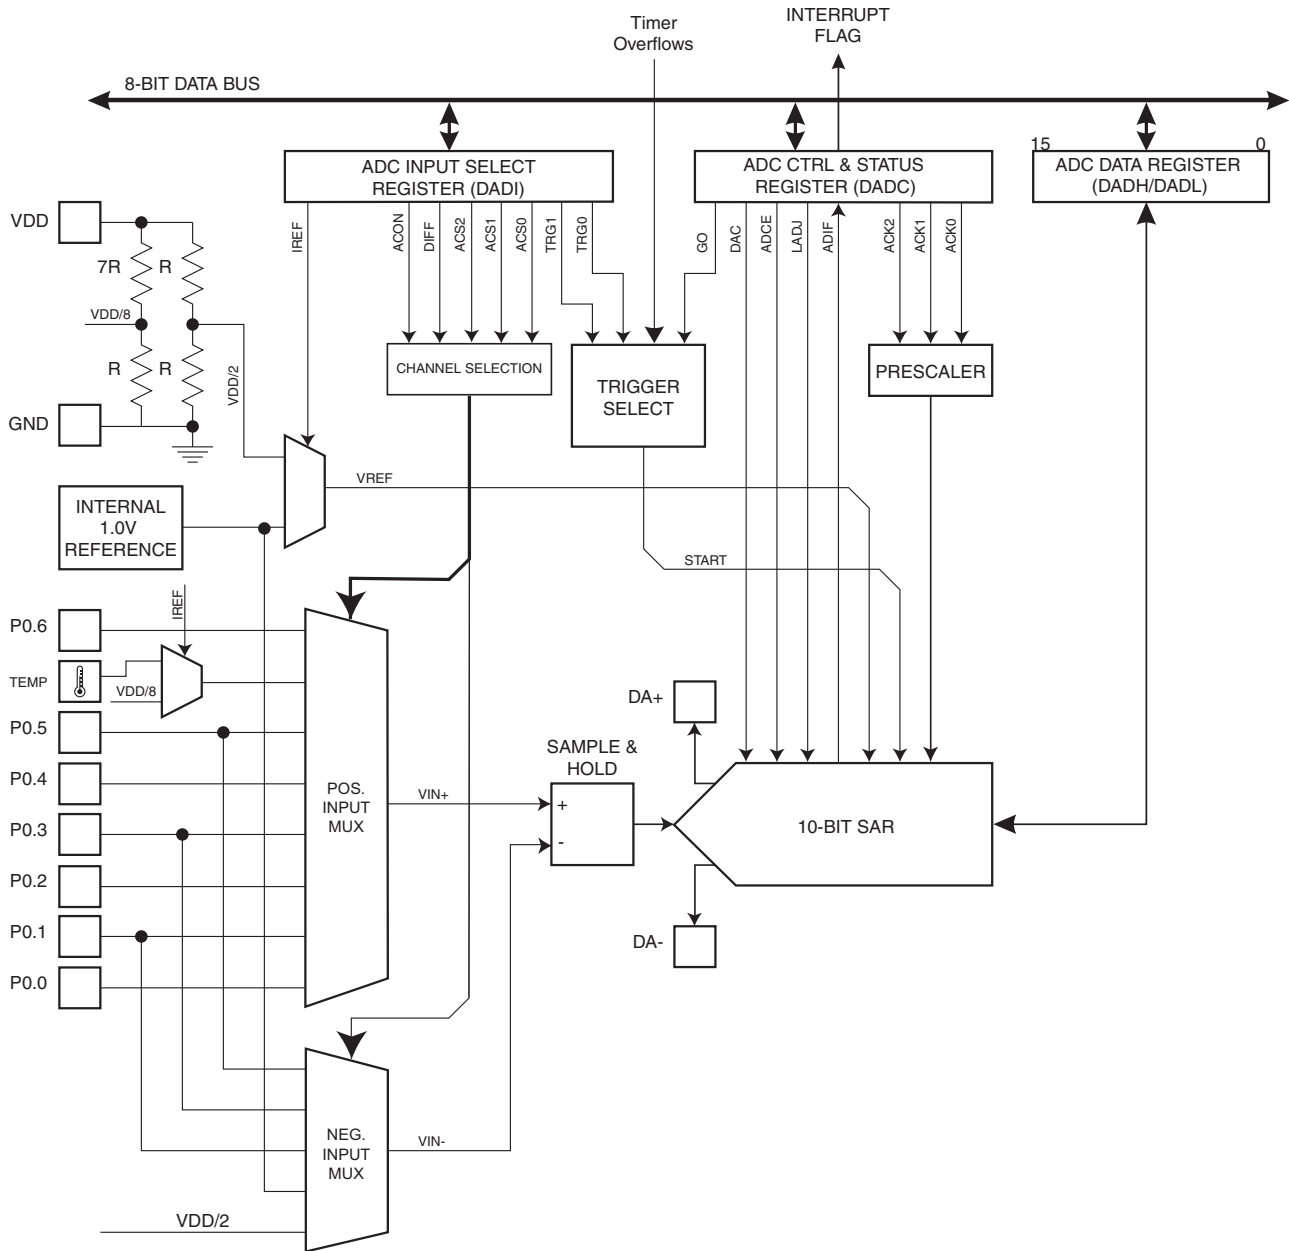 Timer
Overflows
INTERRUPT
FLAG
8-BIT DATA BUS
ADC INPUT SELECT
REGISTER (DADI)
ADC CTRL & STATUS
REGISTER (DADC)
15
0
ADC DATA REGISTER
(DADH/DADL)
IREF
ACON
DIFF
ACS2
ACS1
ACS0
TRG1
TRG0
GO
DAC
ADCE
LADJ
ADIF
ACK2
ACK1
ACK0
VDD
7R
R
VDD/8
R
R
VDD/2
GND
CHANNEL SELECTION
TRIGGER
SELECT
PRESCALER
INTERNAL
1.0V
REFERENCE
VREF
START
IREF
P0.6
TEMP
VDD/8
P0.5
P0.4
P0.3
P0.2
P0.1
P0.0
POS.
INPUT
MUX
VIN+
SAMPLE &
HOLD
+
-
DA+
10-BIT SAR
DA-
NEG.
INPUT
MUX
VIN-
VDD/2